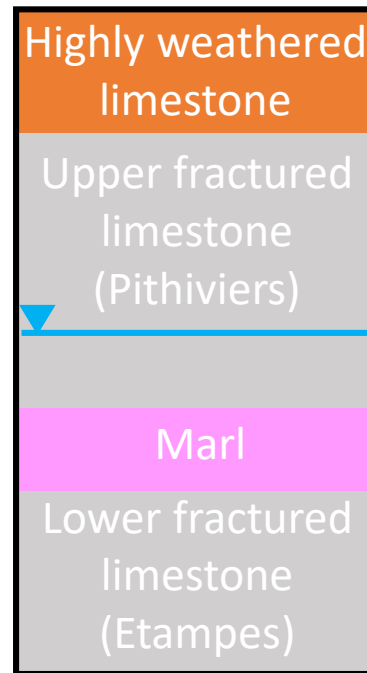 Highly weathered
limestone
Upper fractured
limestone
(Pithiviers)
Marl
Lower fractured
limestone
(Etampes)